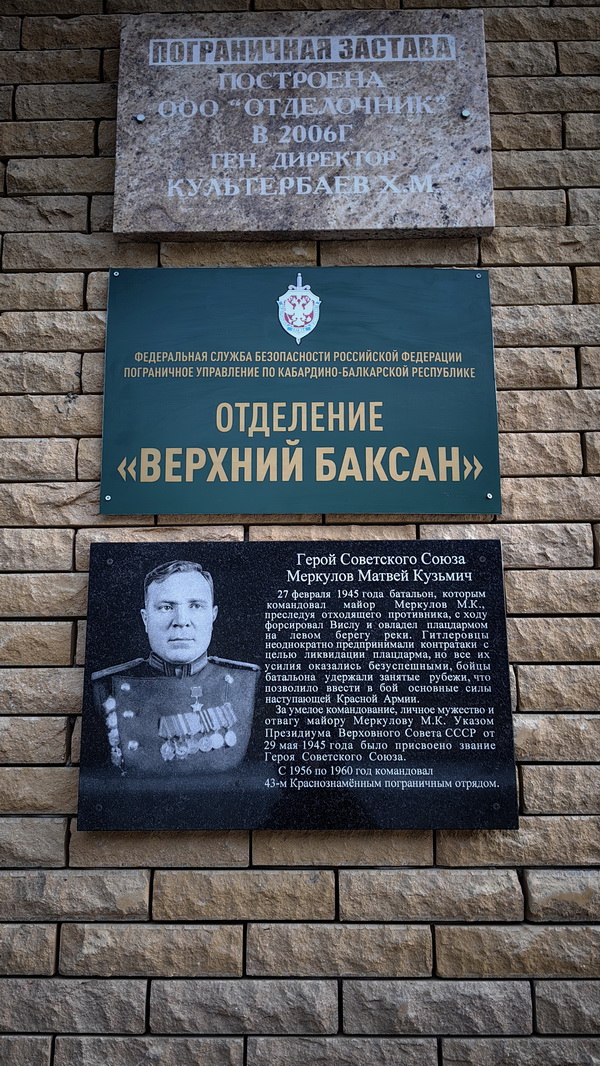 ПОГРАНИЧНАЯ ЗАСТАВА
ПОСТРОЕНА
ООО "ОТДЕЛОЧНИК"
В 2006Г
ГЕН. ДИРЕКТОР
КУЛЬТЕРБАЕВ Х.М.
ФЕДЕРАЛЬНАЯ СЛУЖБА БЕЗОПАСНОСТИ РОССИЙСКОЙ ФЕДЕРАЦИИ
ПОГРАНИЧНОЕ УПРАВЛЕНИЕ ПО КАБАРДИНО-БАЛКАРСКОЙ РЕСПУБЛИКЕ
ОТДЕЛЕНИЕ
«ВЕРХНИЙ БАКСАН»
Герой Советского Союза
Меркулов Матвей Кузьмич
27 февраля 1945 года батальон, которым
командовал майор Меркулов М.К.,
преследуя отходящего противника, с ходу
форсировал Вислу и овладел плацдармом
на левом берегу реки. Гитлеровцы
неоднократно предпринимали контратаки с
целью ликвидации плацдарма, но все их
усилия оказались безуспешными, бойцы
батальона удержали занятые рубежи, что
позволило ввести в бой основные силы
наступающей Красной Армии.
За умелое командование, личное мужество и
отвагу майору Меркулову М.К. Указом
Президиума Верховного Совета СССР от
29 мая 1945 года было присвоено звание
Героя Советского Союза.
С 1956 по 1960 год командовал
43-м Краснознамённым пограничным отрядом.